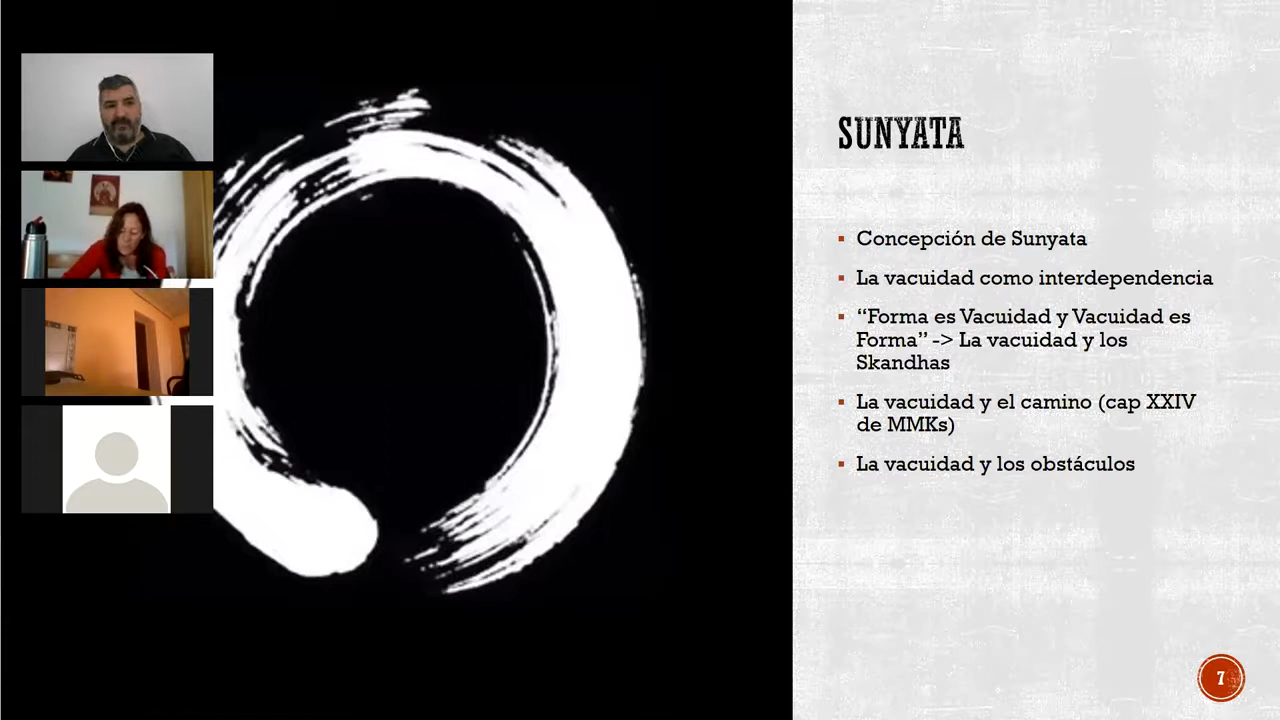 SUNYATA
▪ Concepción de Sunyata
▪ La vacuidad como interdependencia
▪ “Forma es Vacuidad y Vacuidad es
Forma” -> La vacuidad y los
Skandhas
▪ La vacuidad y el camino (cap XXIV
de MMKs)
▪ La vacuidad y los obstáculos
7